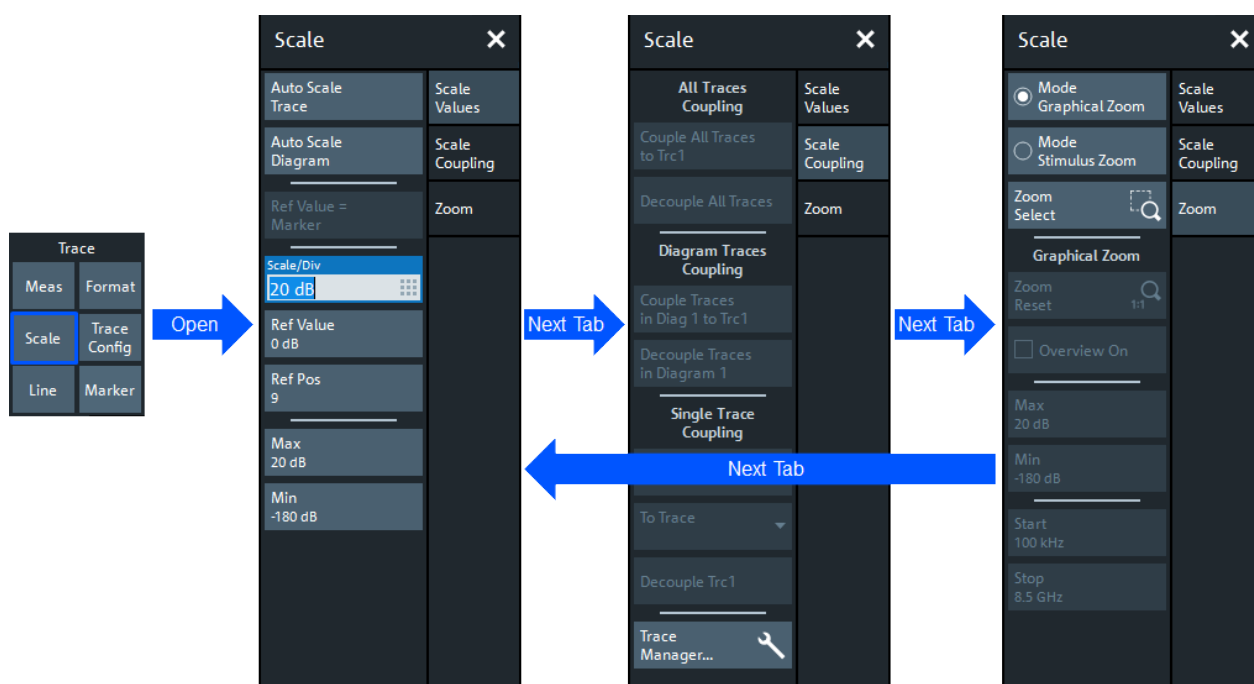 Trace
Meas
Format
Scale
Trace
Config
Line
Marker
Open
Scale
Auto Scale
Trace
Auto Scale
Diagram
Ref Value =
Marker
Scale/Div
20 dB
Ref Value
0 dB
Ref Pos
9
Max
20 dB
Min
-180 dB
Scale
Values
Scale
Coupling
Zoom
Next Tab
Scale
All Traces
Coupling
Couple All Traces
to Trc1
Decouple All Traces
Diagram Traces
Coupling
Couple Traces
in Diag 1 to Trc1
Decouple Traces
in Diagram 1
Single Trace
Coupling
To Trace
Decouple Trc1
Trace
Manager...
Scale
Values
Scale
Coupling
Zoom
Next Tab
Next Tab
Scale
Mode
Graphical Zoom
Mode
Stimulus Zoom
Zoom
Select
Graphical Zoom
Zoom
Reset
1:1
Overview On
Max
20 dB
Min
-180 dB
Start
100 kHz
Stop
8.5 GHz
Scale
Values
Scale
Coupling
Zoom